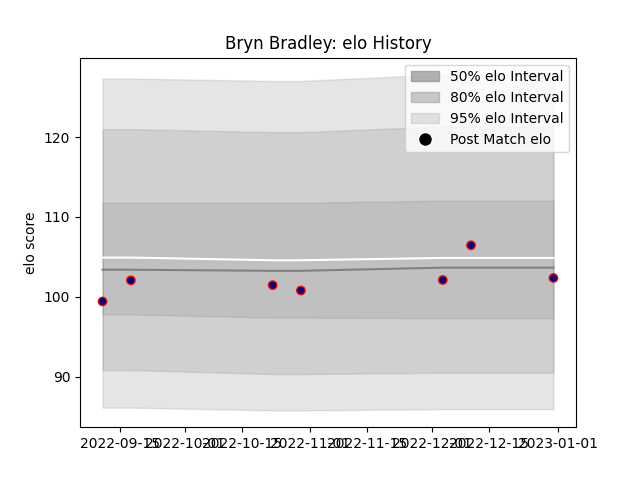 Bryn Bradley: elo History
50% elo Interval
80% elo Interval
95% elo Interval
Post Match elo
elo score
120
110
100
90
2022-09-15 2022-10-01 2022-10-15 2022-11-01 2022-11-15 2022-12-01 2022-12-15 2023-01-01